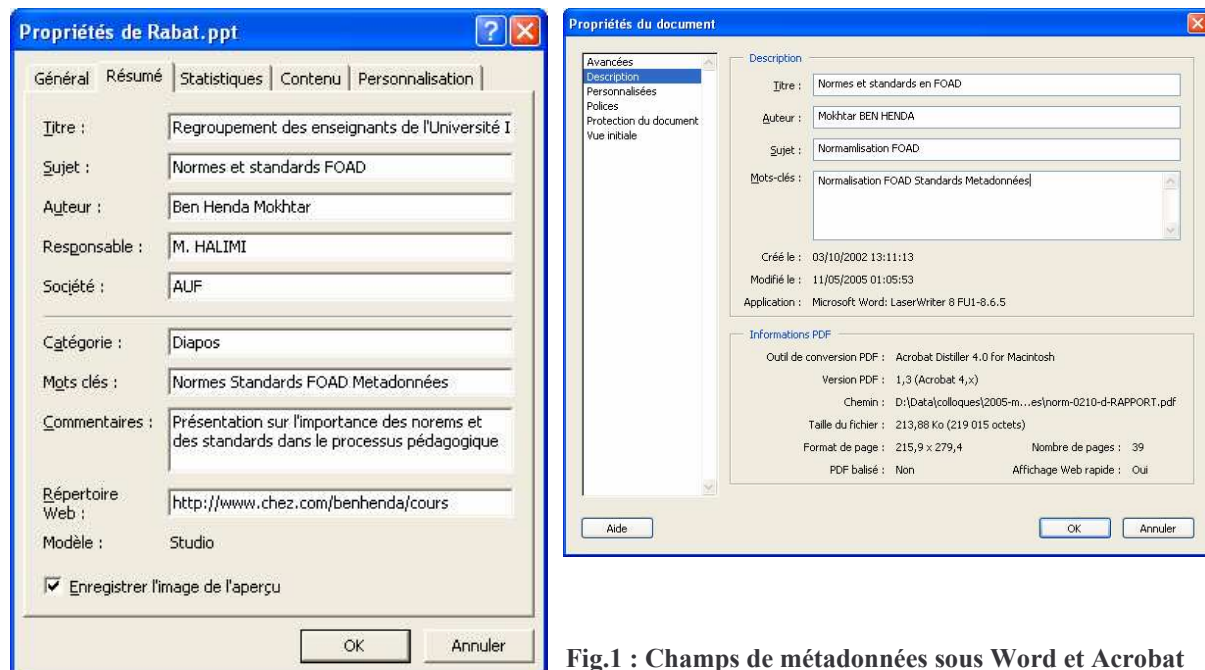 Propriétés de Rabat.ppt
Général Résumé Statistiques Contenu Personnalisation
Titre : Regroupement des enseignants de l'Université I
Sujet : Normes et standards FOAD
Auteur : Ben Henda Mokhtar
Responsable : M. HALIMI
Société : AUF
Catégorie : Diapos
Mots clés : Normes Standards FOAD Metadonnées
Commentaires : Présentation sur l'importance des norems et
des standards dans le processus pédagogique
Répertoire
Web : http://www.chez.com/benhenda/cours
Modèle : Studio
Enregistrer l'image de l'aperçu
OK Annuler
Propriétés du document
Avancées
Description
Personnalisées
Polices
Protection du document
Vue initiale
Description
Titre : Normes et standards en FOAD
Auteur : Mokhtar BEN HENDA
Sujet : Normamlisation FOAD
Mots-clés : Normalisation FOAD Standards Metadonnées
Créé le : 03/10/2002 13:11:13
Modifié le : 11/05/2005 01:05:53
Application : Microsoft Word: LaserWriter 8 FU1-8.6.5
Informations PDF
Outil de conversion PDF : Acrobat Distiller 4.0 for Macintosh
Version PDF : 1,3 (Acrobat 4,x)
Chemin : D:\Data\colloques\2005-m...es\norm-0210-d-RAPPORT.pdf
Taille du fichier : 213,88 Ko (219 015 octets)
Format de page : 215,9 x 279,4 Nombre de pages : 39
PDF balisé : Non Affichage Web rapide : Oui
Aide OK Annuler
Fig.1 : Champs de métadonnées sous Word et Acrobat